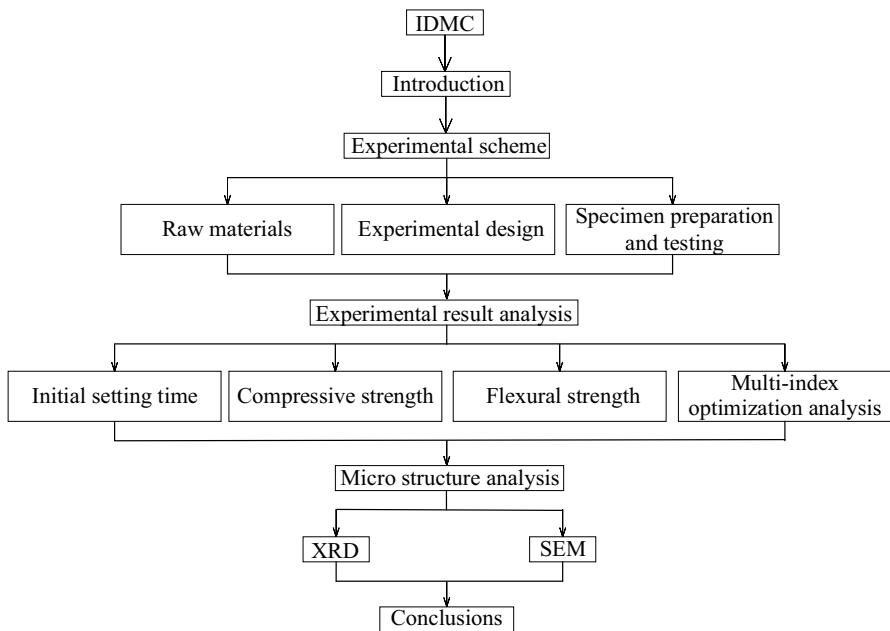 IDMC
Introduction
Experimental scheme
Raw materials
Experimental design
Specimen preparation
and testing
Experimental result analysis
Initial setting time
Compressive strength
Flexural strength
Multi-index
optimization analysis
Micro structure analysis
XRD
SEM
Conclusions